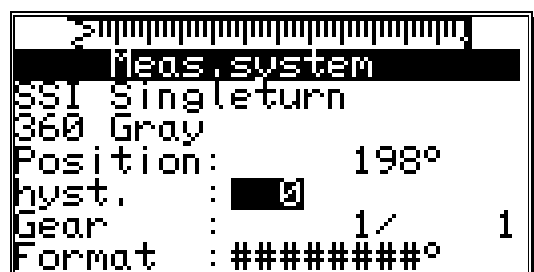 Meas.system
SSI Singleturn
360 Gray
Position: 198°
hyst. : 0
Gear : 1/ 1
Format :########°